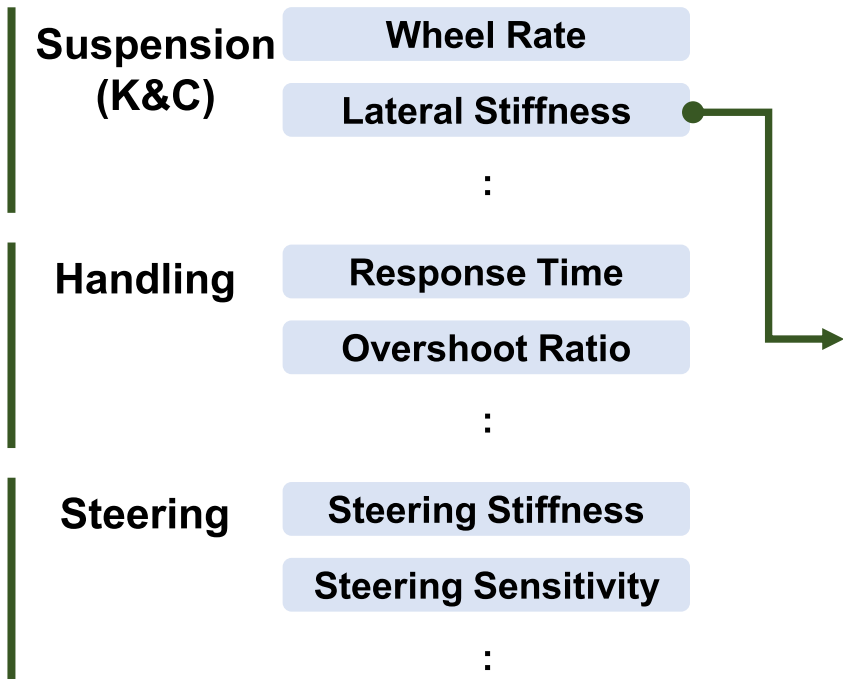 Suspension
(K&C)
Wheel Rate
Lateral Stiffness
:
Handling
Response Time
Overshoot Ratio
:
Steering
Steering Stiffness
Steering Sensitivity
: